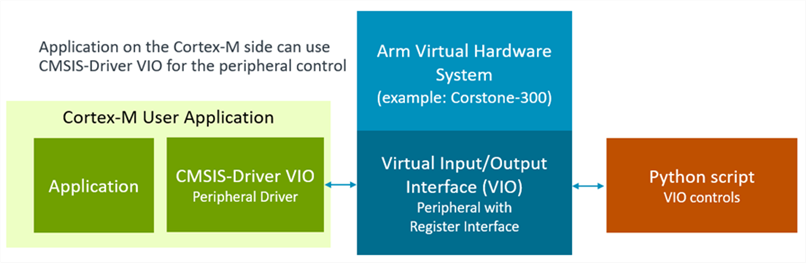 Application on the Cortex-M side can use
CMSIS-Driver VIO for the peripheral control
Cortex-M User Application
Application
CMSIS-Driver VIO
Peripheral Driver
Arm Virtual Hardware
System
(example: Corstone-300)
Virtual Input/Output
Interface (VIO)
Peripheral with
Register Interface
Python script
VIO controls